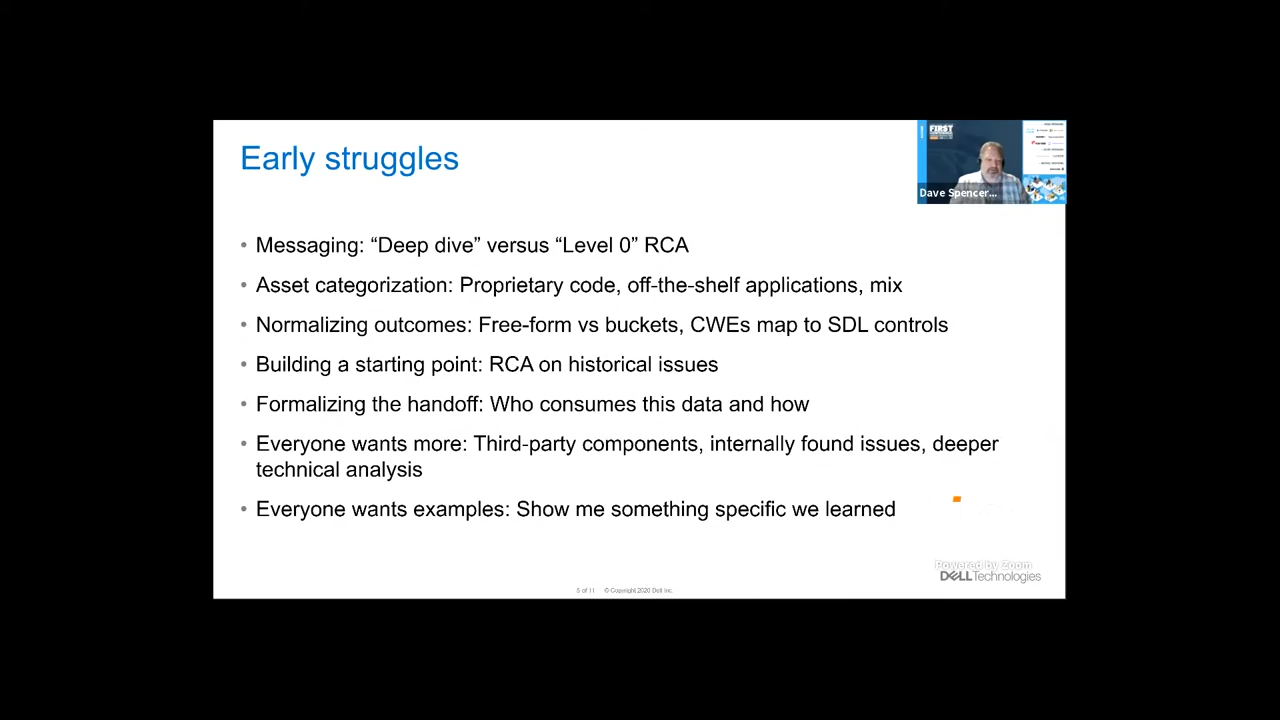 Early struggles
FIRST
Dave Spencer...
• Messaging: “Deep dive” versus “Level 0” RCA
• Asset categorization: Proprietary code, off-the-shelf applications, mix
• Normalizing outcomes: Free-form vs buckets, CWEs map to SDL controls
• Building a starting point: RCA on historical issues
• Formalizing the handoff: Who consumes this data and how
• Everyone wants more: Third-party components, internally found issues, deeper
technical analysis
• Everyone wants examples: Show me something specific we learned
Powered by Zoom
DELL Technologies
5 of 11 © Copyright 2020 Dell Inc.